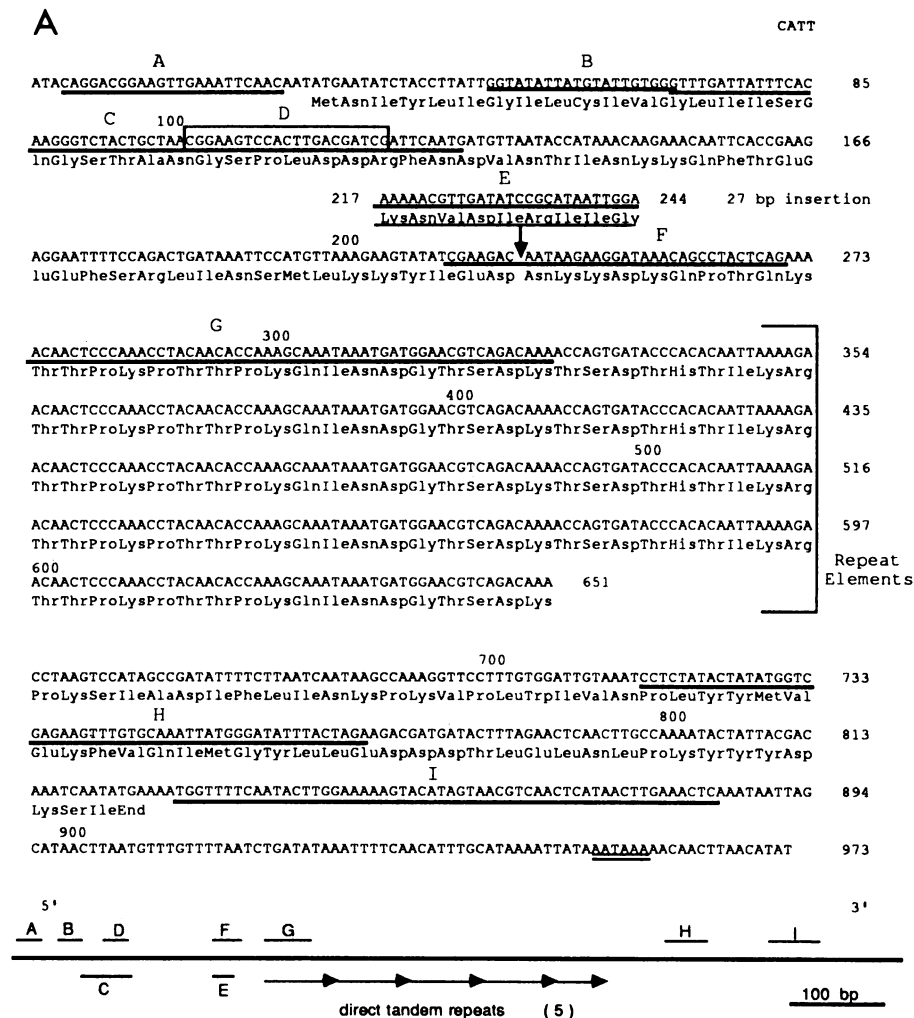 A
CATT
A B
ATACAGGACGGAAGTTGAAATTCAACAATATGAATATCTACCTTATTGGTATATTATGTATTGTGGGTTTGATTATTTCAC 85
MetAsnIleTyrLeuIleGlyIleLeuCysIleValGlyLeuIleIleSerG
C 100 D
AAGGGTCTACTGCTAACGGAAGTCCACTTGACGATCGATTCAATGATGTTAATACCATAAACAAGAAACAATTCACCGAAG 166
lnGlySerThrAlaAsnGlySerProLeuAspAspArgPheAsnAspValAsnThrIleAsnLysLysGlnPheThrGluG
E
217 AAAAACGTTGATATCCGCATAATTGGA 244 27 bp insertion
LysAsnValAspIleArgIleIleGly
200 F
AGGAATTTTCCAGACTGATAAATTCCATGTTAAAGAAGTATATCGAAGAC AATAAGAAGGATAAACAGCCTACTCAGAAA 273
luGluPheSerArgLeuIleAsnSerMetLeuLysLysTyrIleGluAsp AsnLysLysAspLysGlnProThrGlnLys
G 300
ACAACTCCCAAACCTACAACACCAAAGCAAATAAATGATGGAACGTCAGACAAAACCAGTGATACCCACACAATTAAAAGA 354
ThrThrProLysProThrThrProLysGlnIleAsnAspGlyThrSerAspLysThrSerAspThrHisThrIleLysArg
400
ACAACTCCCAAACCTACAACACCAAAGCAAATAAATGATGGAACGTCAGACAAAACCAGTGATACCCACACAATTAAAAGA 435
ThrThrProLysProThrThrProLysGlnIleAsnAspGlyThrSerAspLysThrSerAspThrHisThrIleLysArg
500
ACAACTCCCAAACCTACAACACCAAAGCAAATAAATGATGGAACGTCAGACAAAACCAGTGATACCCACACAATTAAAAGA 516
ThrThrProLysProThrThrProLysGlnIleAsnAspGlyThrSerAspLysThrSerAspThrHisThrIleLysArg
ACAACTCCCAAACCTACAACACCAAAGCAAATAAATGATGGAACGTCAGACAAAACCAGTGATACCCACACAATTAAAAGA 597
ThrThrProLysProThrThrProLysGlnIleAsnAspGlyThrSerAspLysThrSerAspThrHisThrIleLysArg
600
ACAACTCCCAAACCTACAACACCAAAGCAAATAAATGATGGAACGTCAGACAAA 651
ThrThrProLysProThrThrProLysGlnIleAsnAspGlyThrSerAspLys
Repeat
Elements
700
CCTAAGTCCATAGCCGATATTTTCTTAATCAATAAGCCAAAGGTTCCTTTGTGGATTGTAAATCCTCTATACTATATGGTC 733
ProLysSerIleAlaAspIlePheLeuIleAsnLysProLysValProLeuTrpIleValAsnProLeuTyrTyrMetVal
H 800
GAGAAGTTTGTGCAAATTATGGGATATTTACTAGAAGACGATGATACTTTAGAACTCAACTTGCCAAAATACTATTACGAC 813
GluLysPheValGlnIleMetGlyTyrLeuLeuGluAspAspAspThrLeuGluLeuAsnLeuProLysTyrTyrTyrAsp
I
AAATCAATATGAAAATGGTTTTCAATACTTGGAAAAAGTACATAGTAACGTCAACTCATAACTTGAAACTCAAATAATTAG 894
LysSerIleEnd
900
CATAACTTAATGTTTGTTTTAATCTGATATAAATTTTCAACATTTGCATAAAATTATAAATAAAAACAACTTAACATAT 973
5' 3'
A B D F G H I
C E
direct tandem repeats (5)
100 bp